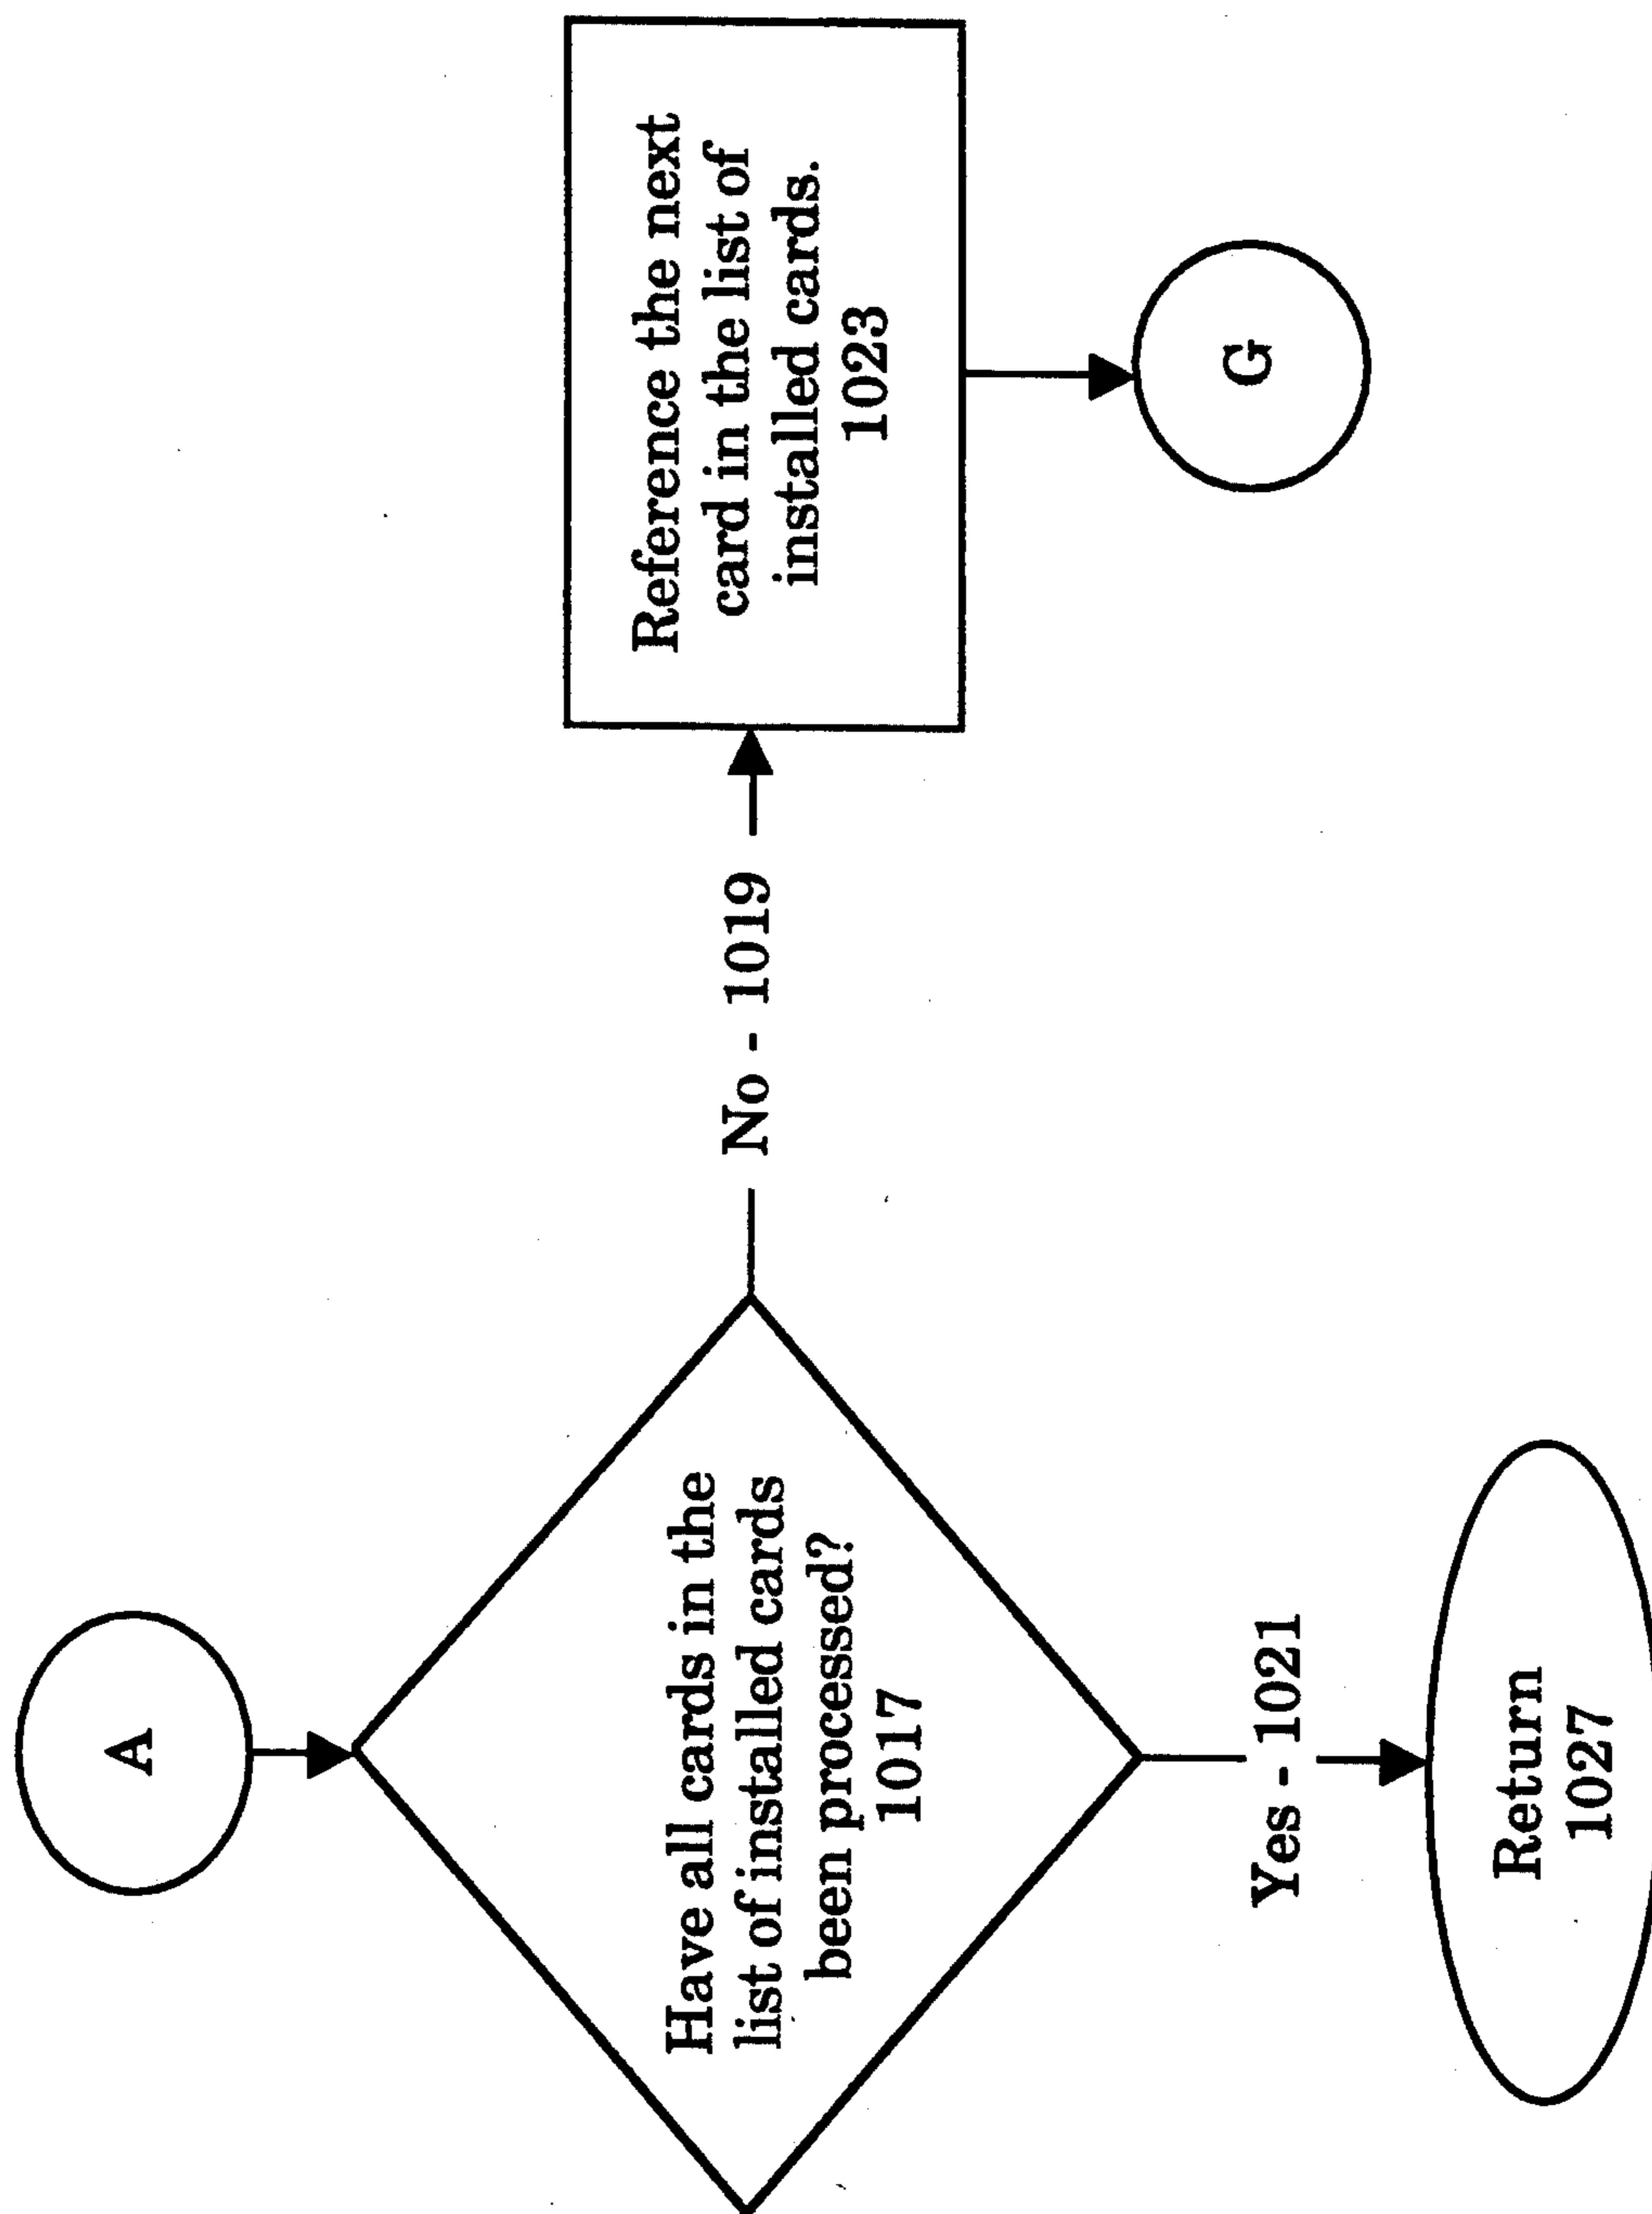 A
Have all cards in the
list of installed cards
been processed?
1017
No - 1019
Reference the next
card in the list of
installed cards.
1023
G
Yes - 1021
Return
1027